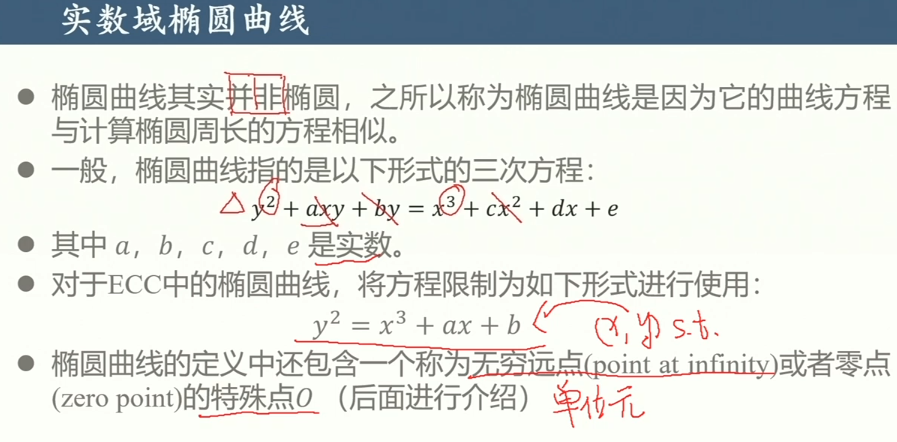 实数域椭圆曲线
● 椭圆曲线其实并非椭圆，之所以称为椭圆曲线是因为它的曲线方程
与计算椭圆周长的方程相似。
● 一般，椭圆曲线指的是以下形式的三次方程：
△ y² + axy + by = x³ + cx² + dx + e
● 其中 a，b，c，d，e 是实数。
● 对于ECC中的椭圆曲线，将方程限制为如下形式进行使用：
y² = x³ + ax + b (x, y) s.t.
● 椭圆曲线的定义中还包含一个称为无穷远点(point at infinity)或者零点
(zero point)的特殊点O （后面进行介绍） 单位元